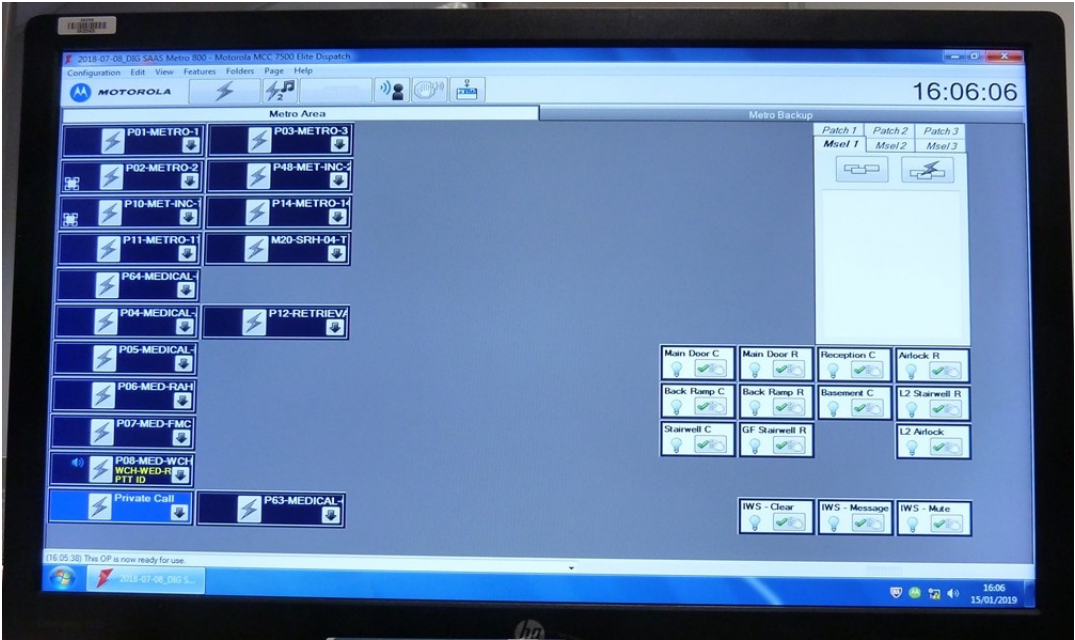 2018-07-08_DIG SAAS Metro 800 - Motorola MCC 7500 Elite Dispatch
Configuration Edit View Features Folders Page Help
MOTOROLA
2
16:06:06
Metro Area
Metro Backup
P01-METRO-1
P03-METRO-3
P02-METRO-2
P48-MET-INC-2
P10-MET-INC-1
P14-METRO-14
P11-METRO-11
M20-SRH-04-T
P64-MEDICAL-
P04-MEDICAL-
P12-RETRIEVA
P05-MEDICAL-
P06-MED-RAH
P07-MED-FMC
P08-MED-WCH
WCH-WED-R
PTT ID
Private Call
P63-MEDICAL-
Patch 1 Patch 2 Patch 3
Msel 1 Msel 2 Msel 3
Main Door C
Main Door R
Reception C
Airlock R
Back Ramp C
Back Ramp R
Basement C
L2 Stairwell R
Stairwell C
GF Stairwell R
L2 Airlock
IWS - Clear
IWS - Message
IWS - Mute
(16:05:38) This OP is now ready for use.
2018-07-08_DIG S...
16:06
15/01/2019
hp